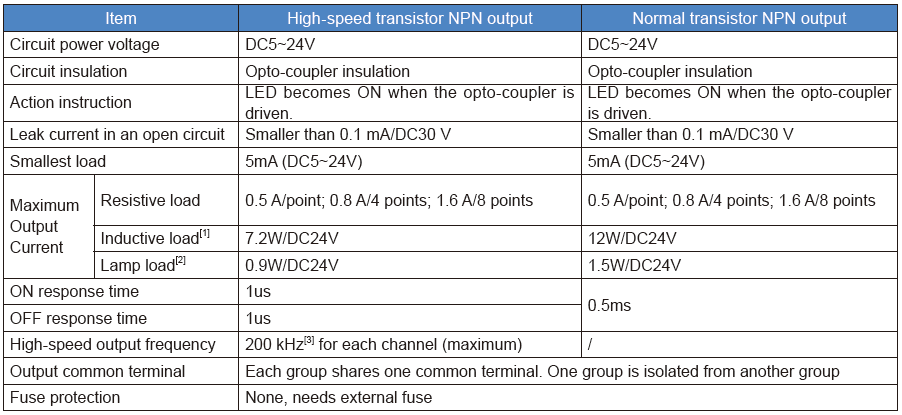 Item High-speed transistor NPN output Normal transistor NPN output
Circuit power voltage DC5~24V DC5~24V
Circuit insulation Opto-coupler insulation Opto-coupler insulation
Action instruction LED becomes ON when the opto-coupler is driven. LED becomes ON when the opto-coupler is driven.
Leak current in an open circuit Smaller than 0.1 mA/DC30 V Smaller than 0.1 mA/DC30 V
Smallest load 5mA (DC5~24V) 5mA (DC5~24V)
Maximum Output Current Resistive load 0.5 A/point; 0.8 A/4 points; 1.6 A/8 points 0.5 A/point; 0.8 A/4 points; 1.6 A/8 points
Inductive load[1] 7.2W/DC24V 12W/DC24V
Lamp load[2] 0.9W/DC24V 1.5W/DC24V
ON response time 1us 0.5ms
OFF response time 1us
High-speed output frequency 200 kHz[3] for each channel (maximum) /
Output common terminal Each group shares one common terminal. One group is isolated from another group
Fuse protection None, needs external fuse